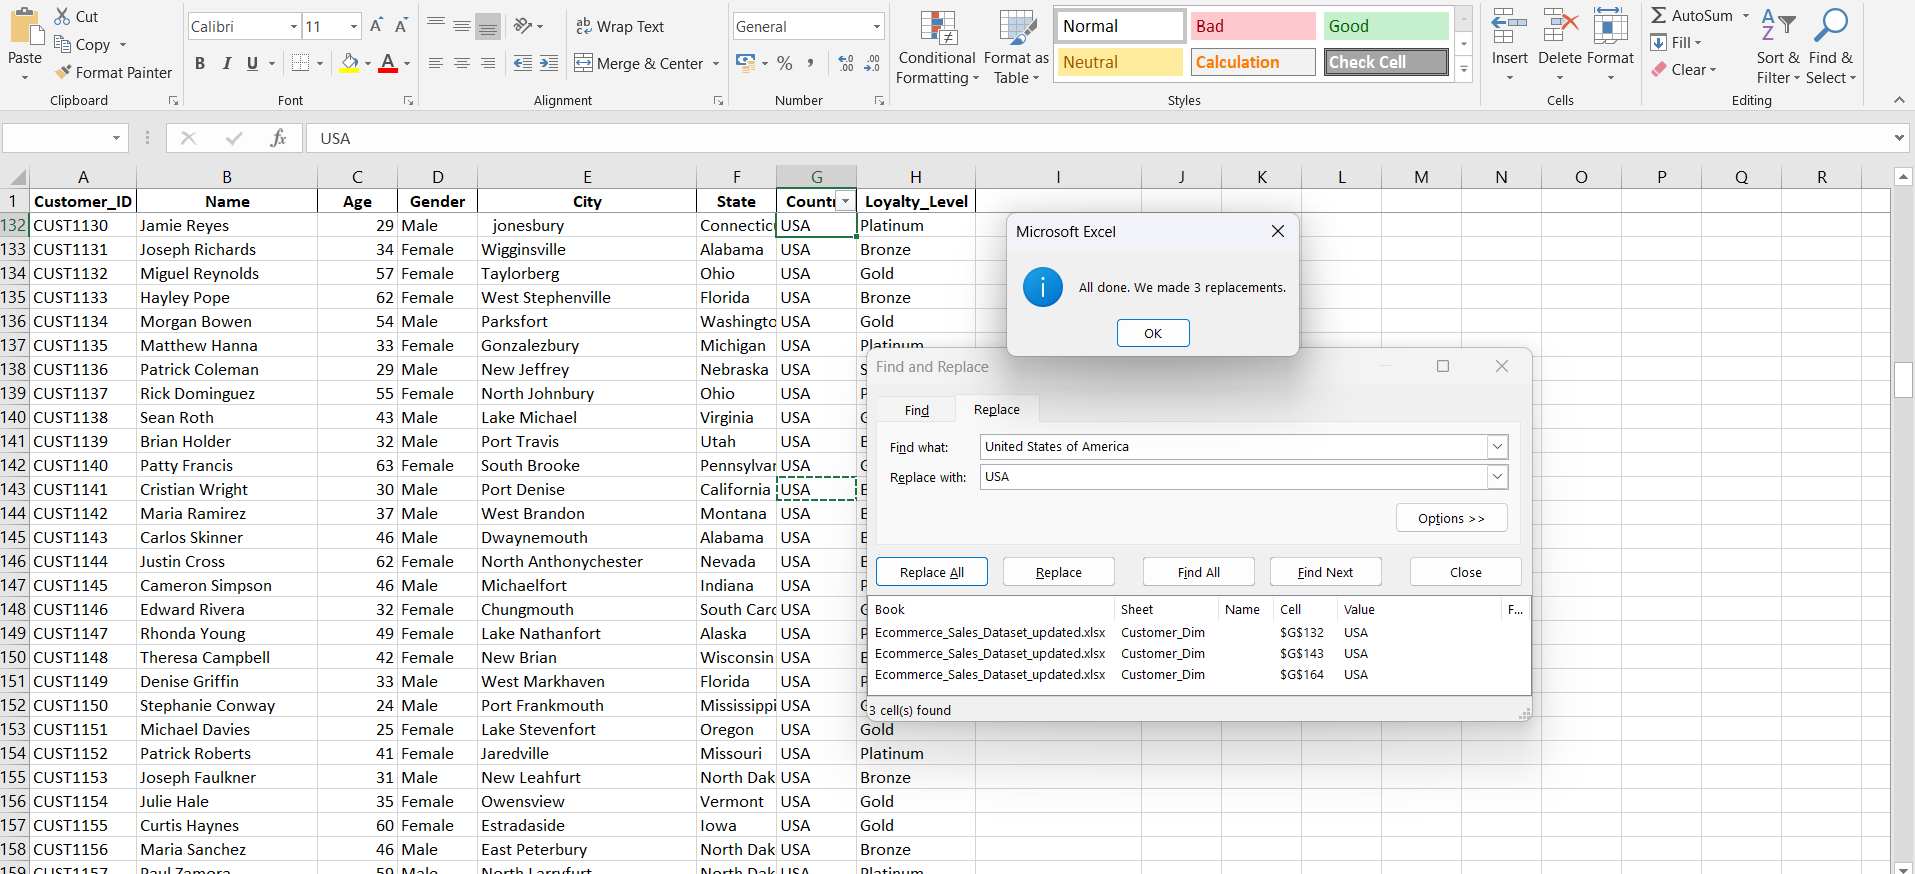 Cut
Copy
Format Painter
Paste
Clipboard
Calibri 11
B I U
Font
Wrap Text
Merge & Center
Alignment
General
Number
Conditional Formatting
Format as Table
Normal Bad Good
Neutral Calculation Check Cell
Styles
Insert Delete Format
Cells
AutoSum
Fill
Clear
Sort & Filter
Find & Select
Editing
fx USA
A B C D E F G H I J K L M N O P Q R
1 Customer_ID Name Age Gender City State Countr Loyalty_Level
132 CUST1130 Jamie Reyes 29 Male jonesbury Connecticu USA Platinum
133 CUST1131 Joseph Richards 34 Female Wigginsville Alabama USA Bronze
134 CUST1132 Miguel Reynolds 57 Female Taylorberg Ohio USA Gold
135 CUST1133 Hayley Pope 62 Female West Stephenville Florida USA Bronze
136 CUST1134 Morgan Bowen 54 Male Parksfort Washingto USA Gold
137 CUST1135 Matthew Hanna 33 Female Gonzalezbury Michigan USA Platinum
138 CUST1136 Patrick Coleman 29 Male New Jeffrey Nebraska USA S
139 CUST1137 Rick Dominguez 55 Female North Johnbury Ohio USA
140 CUST1138 Sean Roth 43 Male Lake Michael Virginia USA
141 CUST1139 Brian Holder 32 Male Port Travis Utah USA
142 CUST1140 Patty Francis 63 Female South Brooke Pennsylvan USA
143 CUST1141 Cristian Wright 30 Male Port Denise California USA
144 CUST1142 Maria Ramirez 37 Male West Brandon Montana USA
145 CUST1143 Carlos Skinner 46 Male Dwaynemouth Alabama USA
146 CUST1144 Justin Cross 62 Female North Anthonychester Nevada USA
147 CUST1145 Cameron Simpson 46 Male Michaelfort Indiana USA
148 CUST1146 Edward Rivera 32 Female Chungmouth South Carc USA
149 CUST1147 Rhonda Young 49 Female Lake Nathanfort Alaska USA
150 CUST1148 Theresa Campbell 42 Female New Brian Wisconsin USA
151 CUST1149 Denise Griffin 33 Male West Markhaven Florida USA
152 CUST1150 Stephanie Conway 24 Male Port Frankmouth Mississippi USA
153 CUST1151 Michael Davies 25 Female Lake Stevenfort Oregon USA Gold
154 CUST1152 Patrick Roberts 41 Female Jaredville Missouri USA Platinum
155 CUST1153 Joseph Faulkner 31 Male New Leahfurt North Dak USA Bronze
156 CUST1154 Julie Hale 35 Female Owensview Vermont USA Gold
157 CUST1155 Curtis Haynes 60 Female Estradaside Iowa USA Gold
158 CUST1156 Maria Sanchez 46 Male East Peterbury North Dak USA Bronze
159 CUST1157 Paul Zamora 59 Male North Larryfurt North Dak USA Platinum
Microsoft Excel
All done. We made 3 replacements.
OK
Find and Replace
Find Replace
Find what: United States of America
Replace with: USA
Options >>
Replace All Replace Find All Find Next Close
Book Sheet Name Cell Value F...
Ecommerce_Sales_Dataset_updated.xlsx Customer_Dim $G$132 USA
Ecommerce_Sales_Dataset_updated.xlsx Customer_Dim $G$143 USA
Ecommerce_Sales_Dataset_updated.xlsx Customer_Dim $G$164 USA
3 cell(s) found